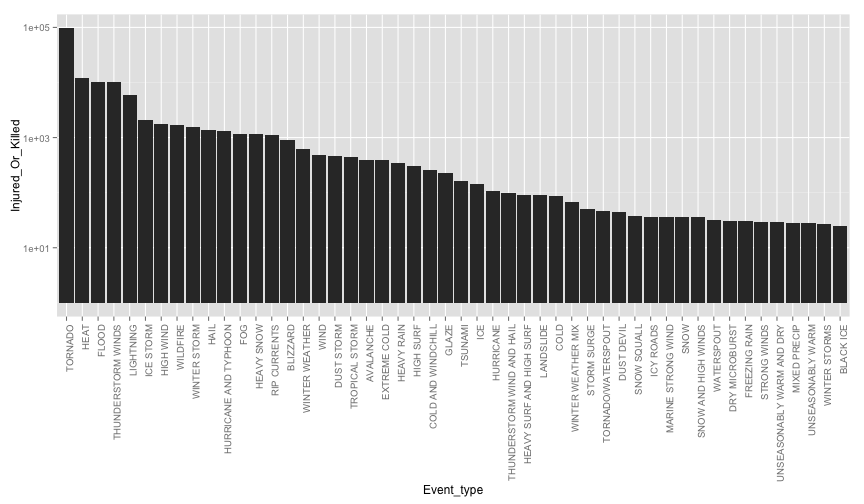 1e+05
1e+03
1e+01
Injured_Or_Killed
TORNADO
HEAT
FLOOD
THUNDERSTORM WINDS
LIGHTNING
ICE STORM
HIGH WIND
WILDFIRE
WINTER STORM
HAIL
HURRICANE AND TYPHOON
FOG
HEAVY SNOW
RIP CURRENTS
BLIZZARD
WINTER WEATHER
WIND
DUST STORM
TROPICAL STORM
AVALANCHE
EXTREME COLD
HEAVY RAIN
HIGH SURF
COLD AND WINDCHILL
GLAZE
TSUNAMI
ICE
HURRICANE
THUNDERSTORM WIND AND HAIL
HEAVY SURF AND HIGH SURF
LANDSLIDE
COLD
WINTER WEATHER MIX
STORM SURGE
TORNADO/WATERSPOUT
DUST DEVIL
SNOW SQUALL
ICY ROADS
MARINE STRONG WIND
SNOW
SNOW AND HIGH WINDS
WATERSPOUT
DRY MICROBURST
FREEZING RAIN
STRONG WINDS
UNSEASONABLY WARM AND DRY
MIXED PRECIP
UNSEASONABLY WARM
WINTER STORMS
BLACK ICE
Event_type